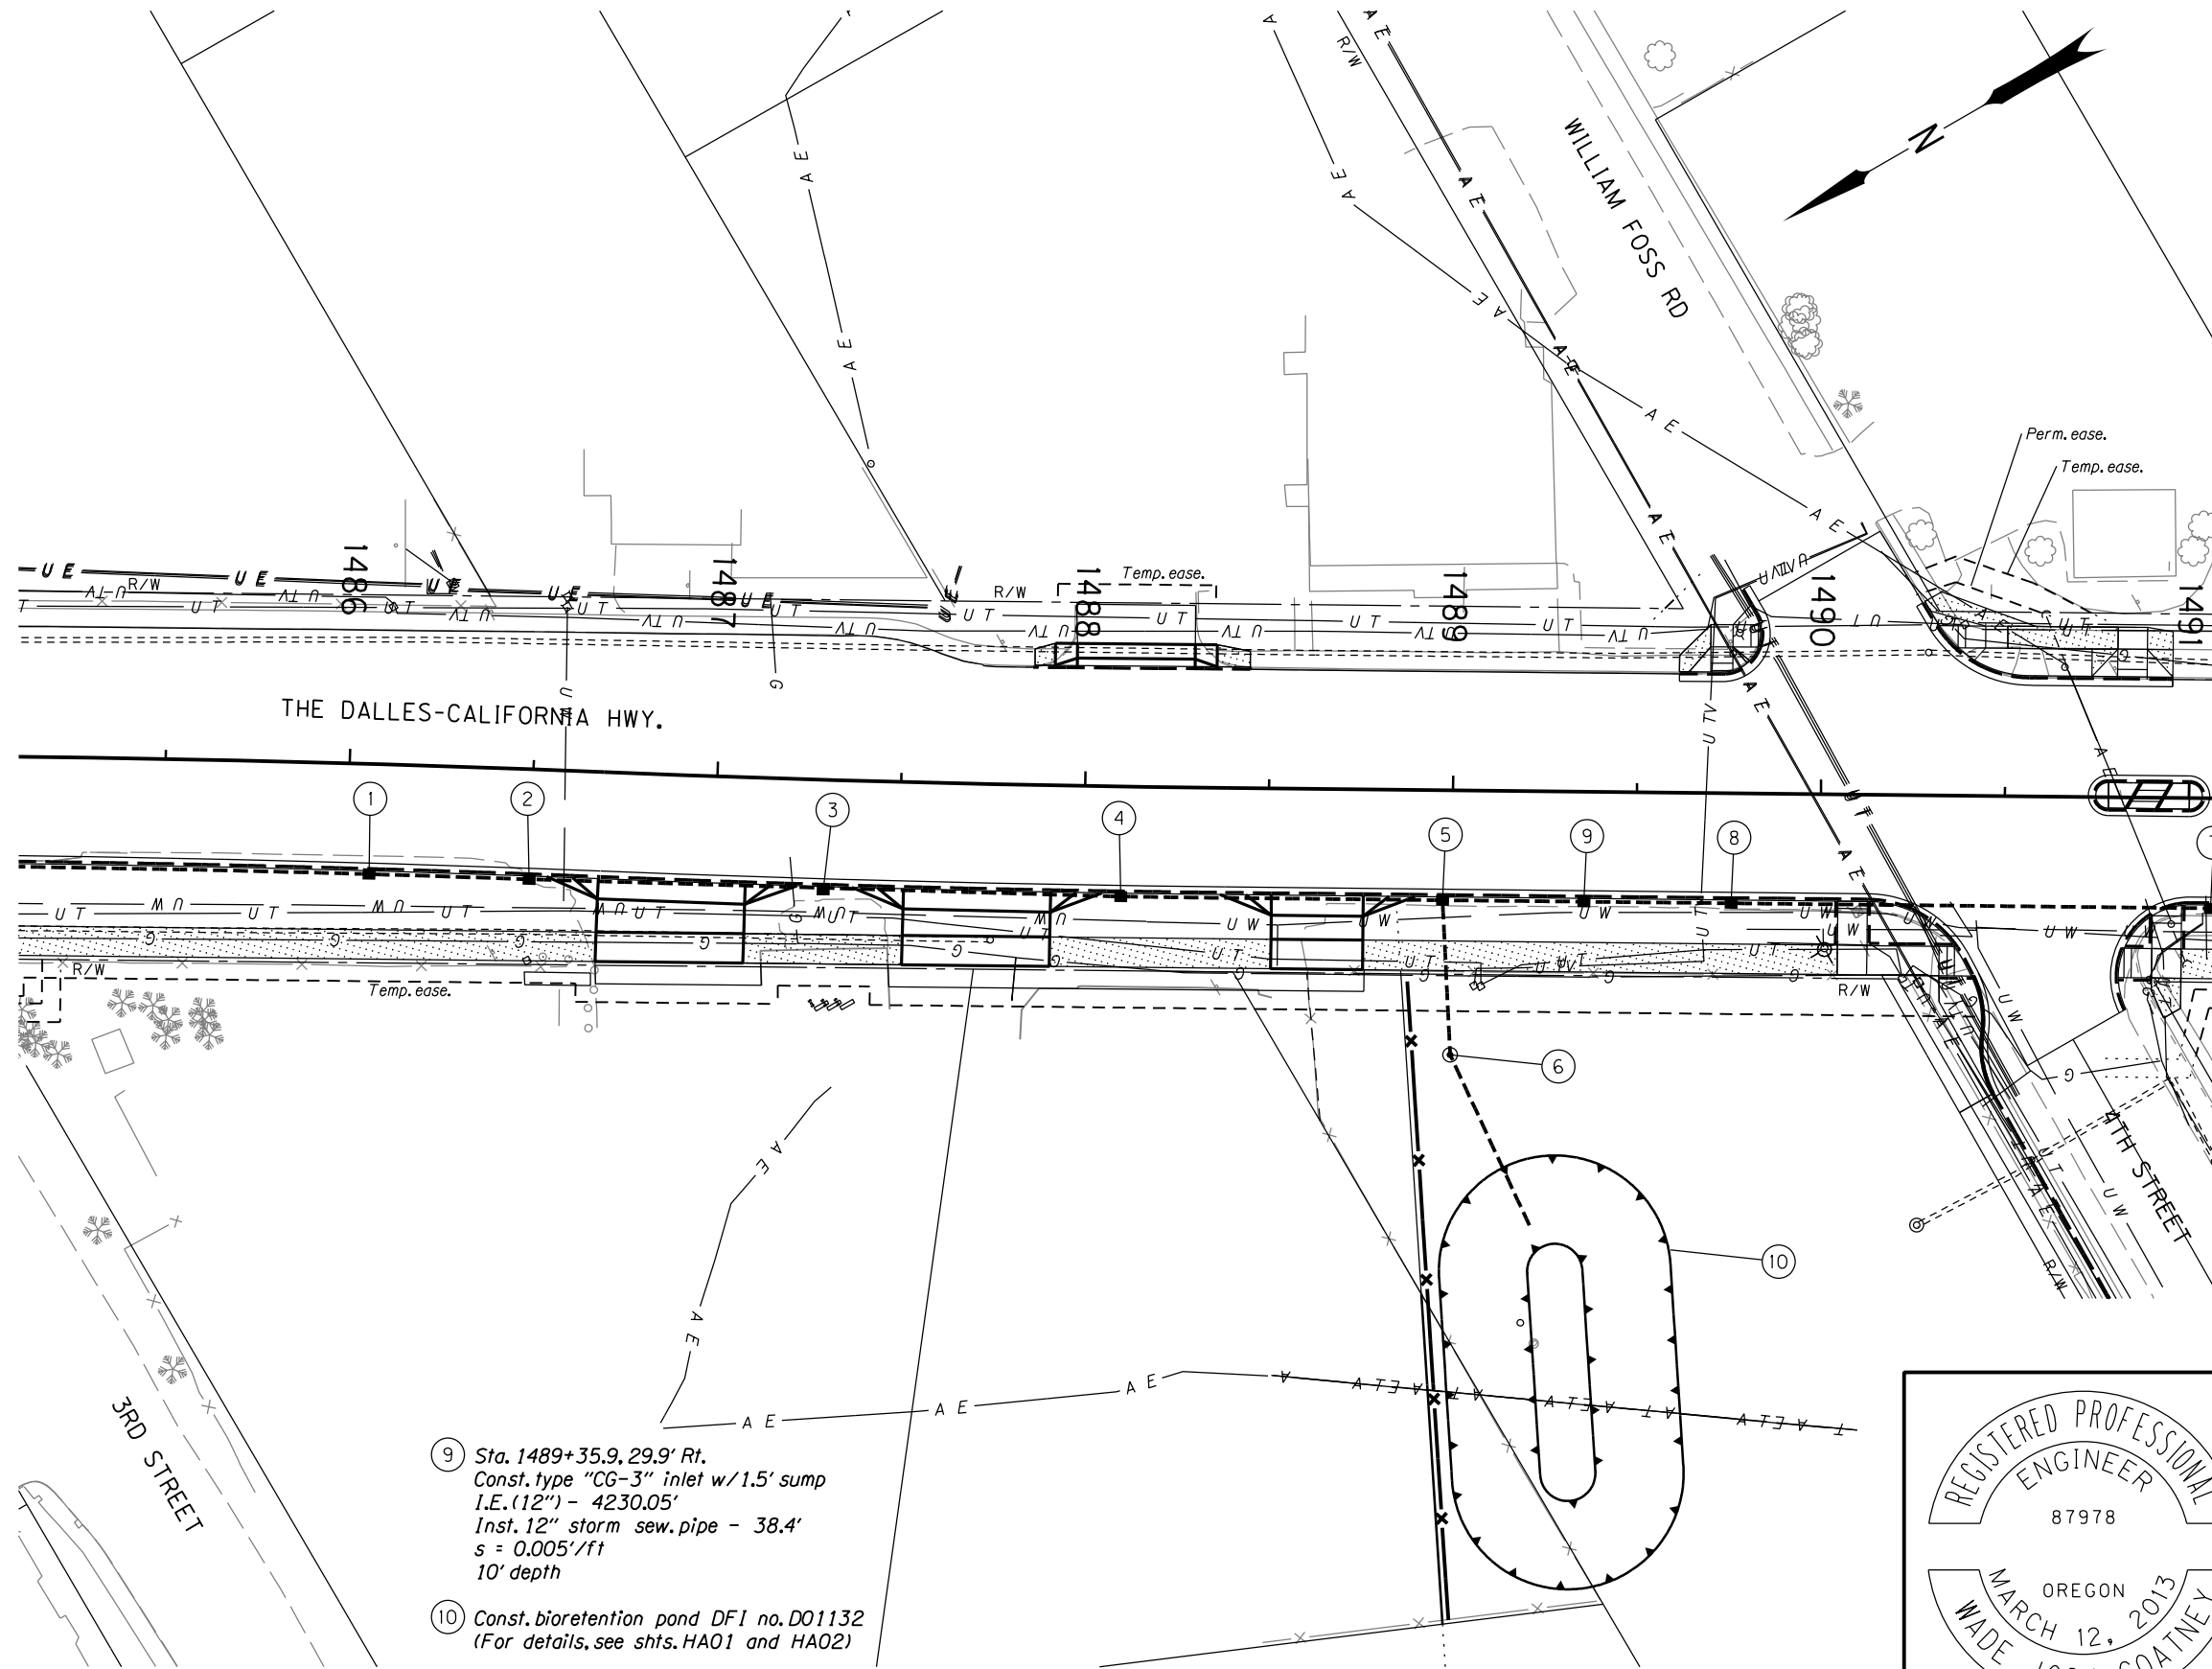 WILLIAM FOSS RD
N
R/W
Perm. ease.
Temp. ease.
1486
1487
1488
1489
1490
1491
R/W
R/W
Temp. ease.
THE DALLES-CALIFORNIA HWY.
1
2
3
4
5
9
8
R/W
Temp. ease.
R/W
6
10
4TH STREET
R/W
3RD STREET
9 Sta. 1489+35.9, 29.9' Rt.
Const. type "CG-3" inlet w/ 1.5' sump
I.E. (12") - 4230.05'
Inst. 12" storm sew. pipe - 38.4'
s = 0.005'/ft
10' depth
10 Const. bioretention pond DFI no. D01132
(For details, see shts. HA01 and HA02)
REGISTERED PROFESSIONAL
ENGINEER
87978
OREGON
MARCH 12, 2013
WADE
COATNEY